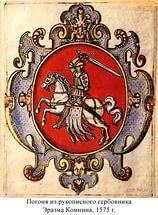 Погоня из рукописного гербовника
Эразма Комнина. 1575 г.